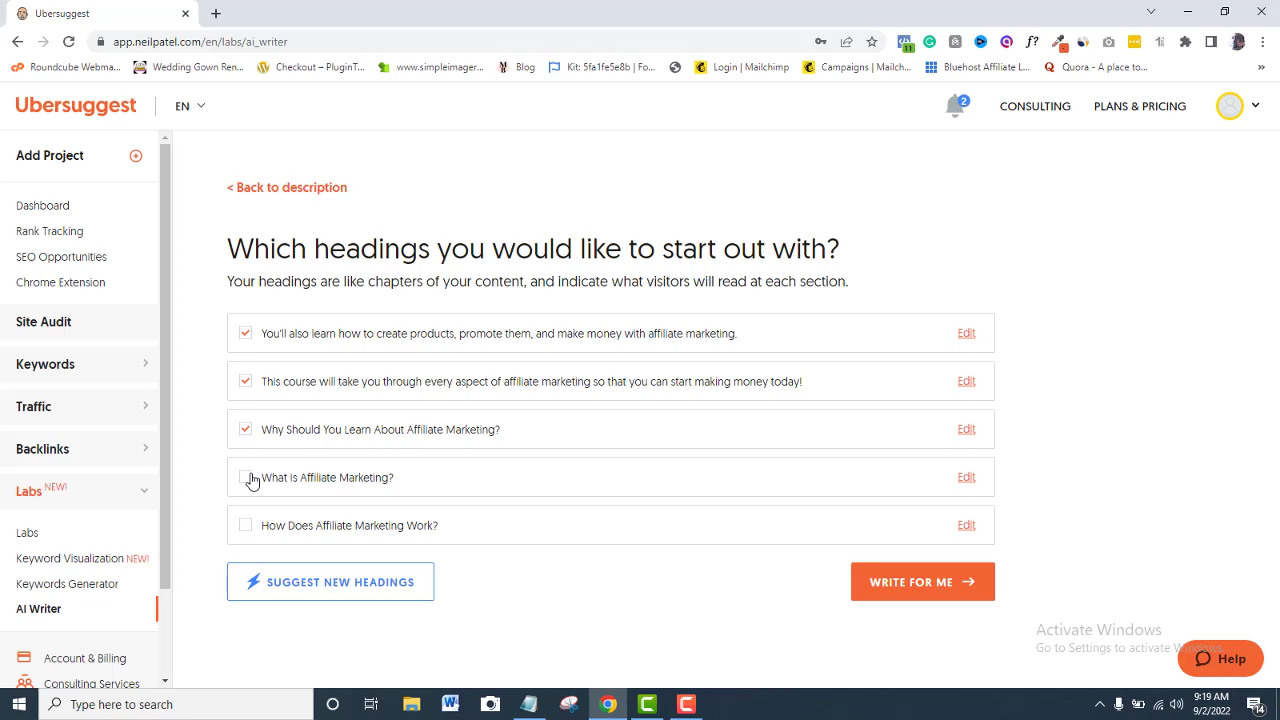 Ubersuggest
app.neilpatel.com/en/labs/ai_writer
11
Roundcube Webma...
Wedding Gown Ren...
Checkout – PluginT...
www.simpleimager...
Blog
Kit: 5fa1fe5e8b | Fo...
Login | Mailchimp
Campaigns | Mailch...
Bluehost Affiliate L...
Quora - A place to...
Ubersuggest
EN
2
CONSULTING
PLANS & PRICING
Add Project
Dashboard
Rank Tracking
SEO Opportunities
Chrome Extension
Site Audit
Keywords
Traffic
Backlinks
Labs NEW!
Labs
Keyword Visualization NEW!
Keywords Generator
AI Writer
Account & Billing
Consulting Services
< Back to description
Which headings you would like to start out with?
Your headings are like chapters of your content, and indicate what visitors will read at each section.
You'll also learn how to create products, promote them, and make money with affiliate marketing.
Edit
This course will take you through every aspect of affiliate marketing so that you can start making money today!
Edit
Why Should You Learn About Affiliate Marketing?
Edit
What Is Affiliate Marketing?
Edit
How Does Affiliate Marketing Work?
Edit
SUGGEST NEW HEADINGS
WRITE FOR ME
Activate Windows
Go to Settings to activate Windows.
Help
Type here to search
9:19 AM
9/2/2022
14